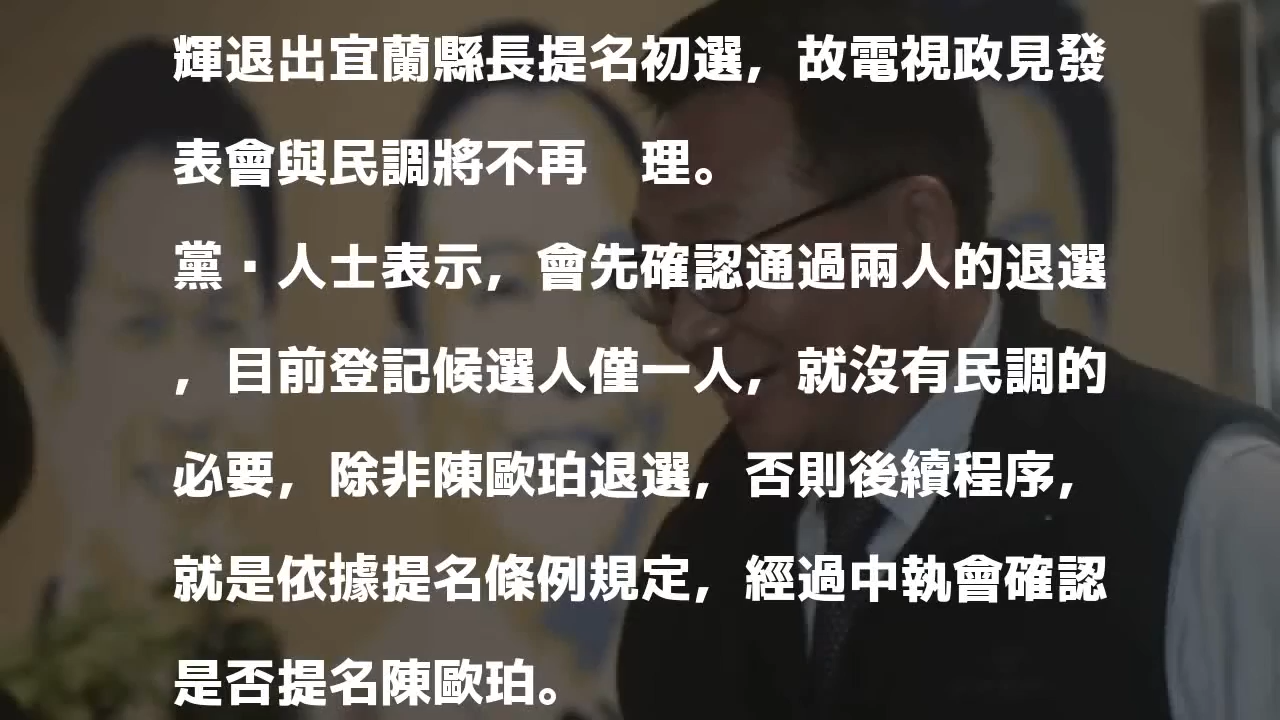 輝退出宜蘭縣長提名初選，故電視政見發
表會與民調將不再　理。
黨▪人士表示，會先確認通過兩人的退選
，目前登記候選人僅一人，就沒有民調的
必要，除非陳歐珀退選，否則後續程序，
就是依據提名條例規定，經過中執會確認
是否提名陳歐珀。